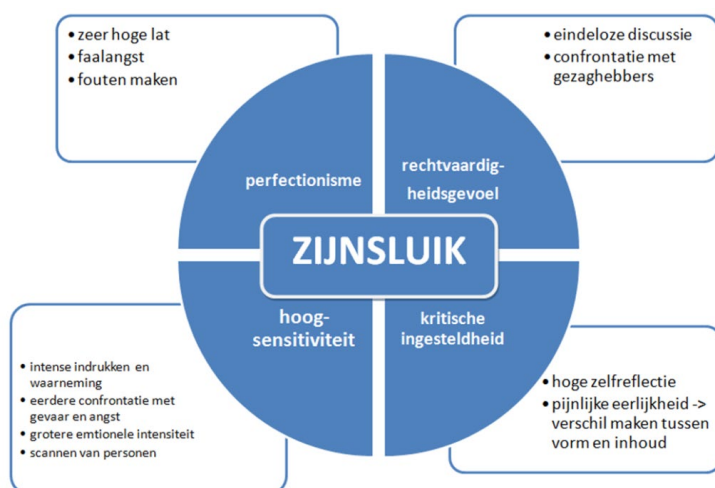 • zeer hoge lat
• faalangst
• fouten maken
• eindeloze discussie
• confrontatie met
gezaghebbers
perfectionisme
rechtvaardig-
heidsgevoel
ZIJNSLUIK
hoog-
sensitiviteit
kritische
ingesteldheid
• intense indrukken en
waarneming
• eerdere confrontatie met
gevaar en angst
• grotere emtionele intensiteit
• scannen van personen
• hoge zelfreflectie
• pijnlijke eerlijkheid ->
verschil maken tussen
vorm en inhoud